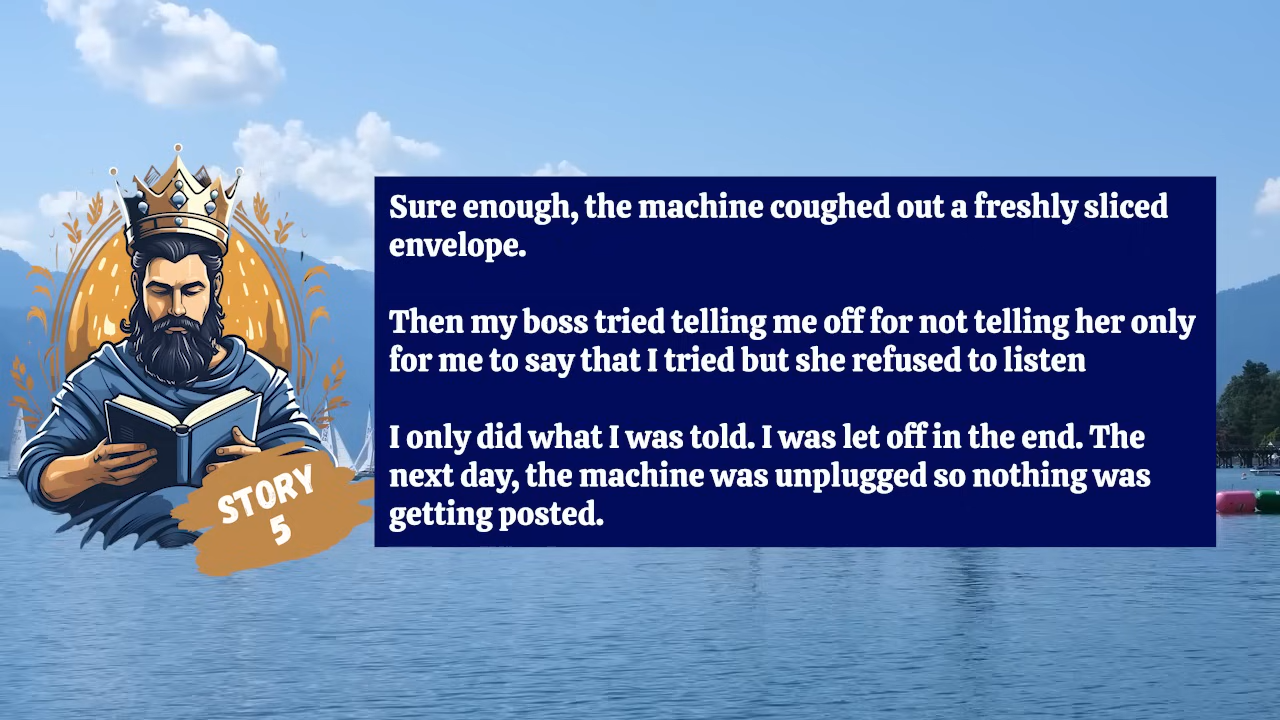 Sure enough, the machine coughed out a freshly sliced
envelope.
Then my boss tried telling me off for not telling her only
for me to say that I tried but she refused to listen
I only did what I was told. I was let off in the end. The
next day, the machine was unplugged so nothing was
getting posted.
STORY
5